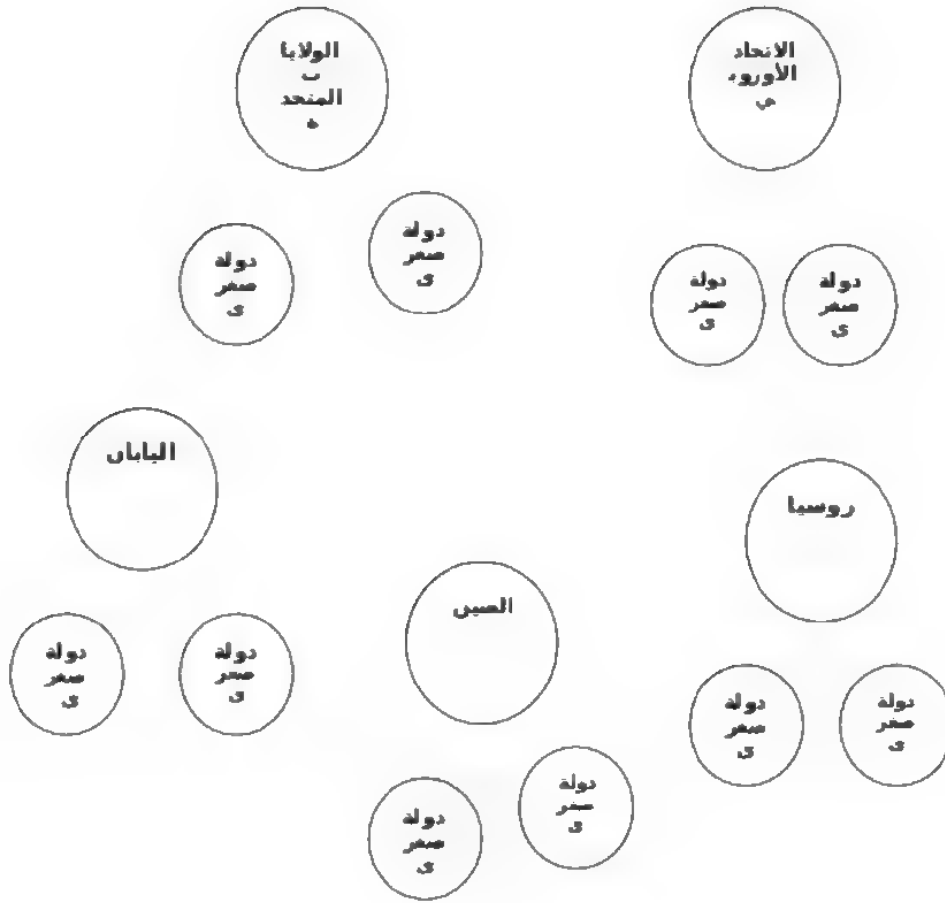 الولايا
ت
المتحد
ة
الاتحاد
الأوروب
ي
دولة
صغر
ى
دولة
صغر
ى
دولة
صغر
ى
دولة
صغر
ى
اليابان
روسيا
الصين
دولة
صغر
ى
دولة
صغر
ى
دولة
صغر
ى
دولة
صغر
ى
دولة
صغر
ى
دولة
صغر
ى